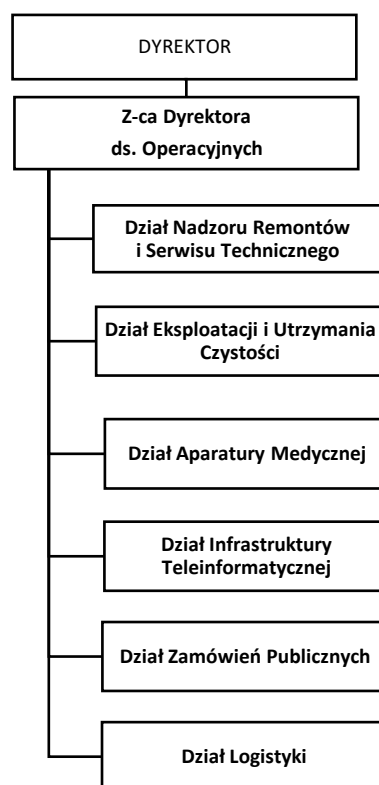 DYREKTOR
Z-ca Dyrektora
ds. Operacyjnych
Dział Nadzoru Remontów
i Serwisu Technicznego
Dział Eksploatacji i Utrzymania
Czystości
Dział Aparatury Medycznej
Dział Infrastruktury
Teleinformatycznej
Dział Zamówień Publicznych
Dział Logistyki